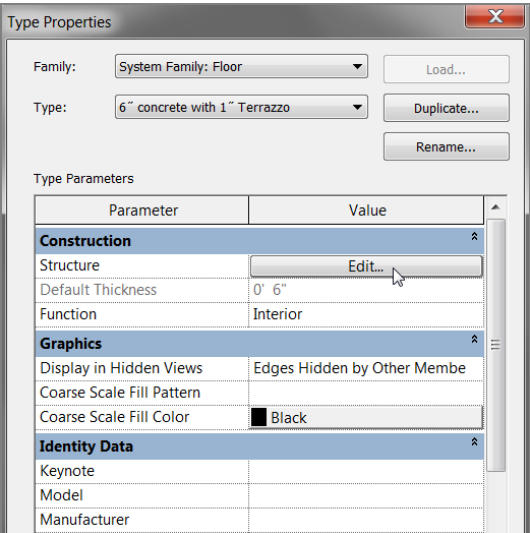 Type Properties
Family: System Family: Floor Load...
Type: 6″ concrete with 1″ Terrazzo Duplicate...
Rename...
Type Parameters
Parameter Value
Construction
Structure Edit...
Default Thickness 0' 6"
Function Interior
Graphics
Display in Hidden Views Edges Hidden by Other Membe
Coarse Scale Fill Pattern
Coarse Scale Fill Color Black
Identity Data
Keynote
Model
Manufacturer